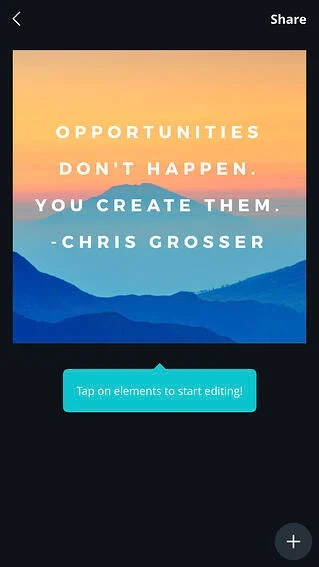 Share
OPPORTUNITIES
DON'T HAPPEN.
YOU CREATE THEM.
-CHRIS GROSSER
Tap on elements to start editing!